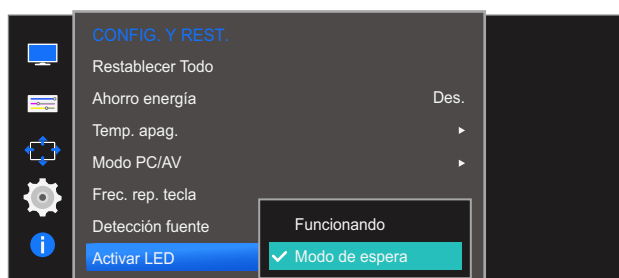 CONFIG. Y REST.
Restablecer Todo
Ahorro energía Des.
Temp. apag.
Modo PC/AV
Frec. rep. tecla
Detección fuente
Funcionando
Activar LED
Modo de espera